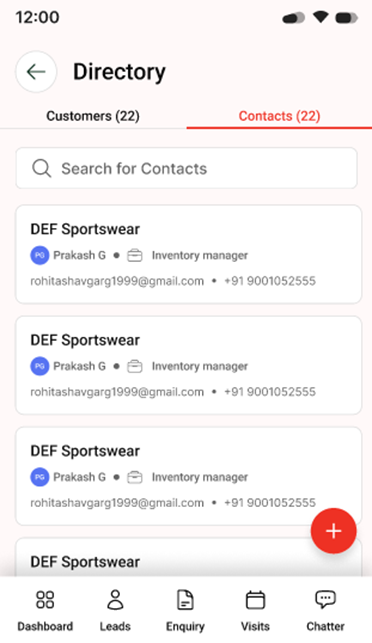 12:00
Directory
Customers (22)
Contacts (22)
Search for Contacts
DEF Sportswear
PG Prakash G • Inventory manager
rohitashavgarg1999@gmail.com • +91 9001052555
DEF Sportswear
PG Prakash G • Inventory manager
rohitashavgarg1999@gmail.com • +91 9001052555
DEF Sportswear
PG Prakash G • Inventory manager
rohitashavgarg1999@gmail.com • +91 9001052555
DEF Sportswear
Dashboard
Leads
Enquiry
Visits
Chatter